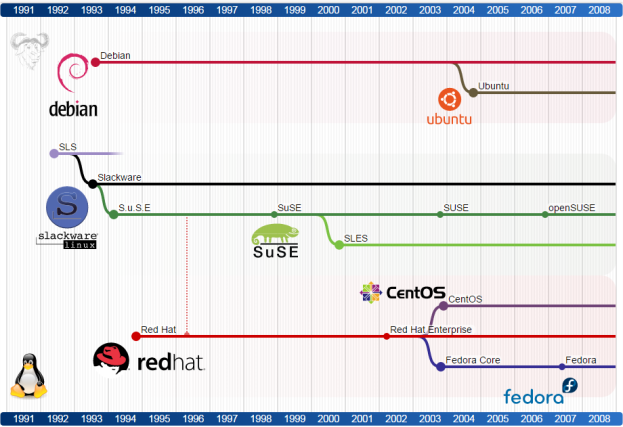 1991 1992 1993 1994 1995 1996 1997 1998 1999 2000 2001 2002 2003 2004 2005 2006 2007 2008
Debian
debian
Ubuntu
ubuntu
SLS
Slackware
S
slackware
linux
S.u.S.E
SuSE
SUSE
openSUSE
SuSE
SLES
CentOS
CentOS
Red Hat
Red Hat Enterprise
redhat.
Fedora Core
Fedora
fedora
1991 1992 1993 1994 1995 1996 1997 1998 1999 2000 2001 2002 2003 2004 2005 2006 2007 2008